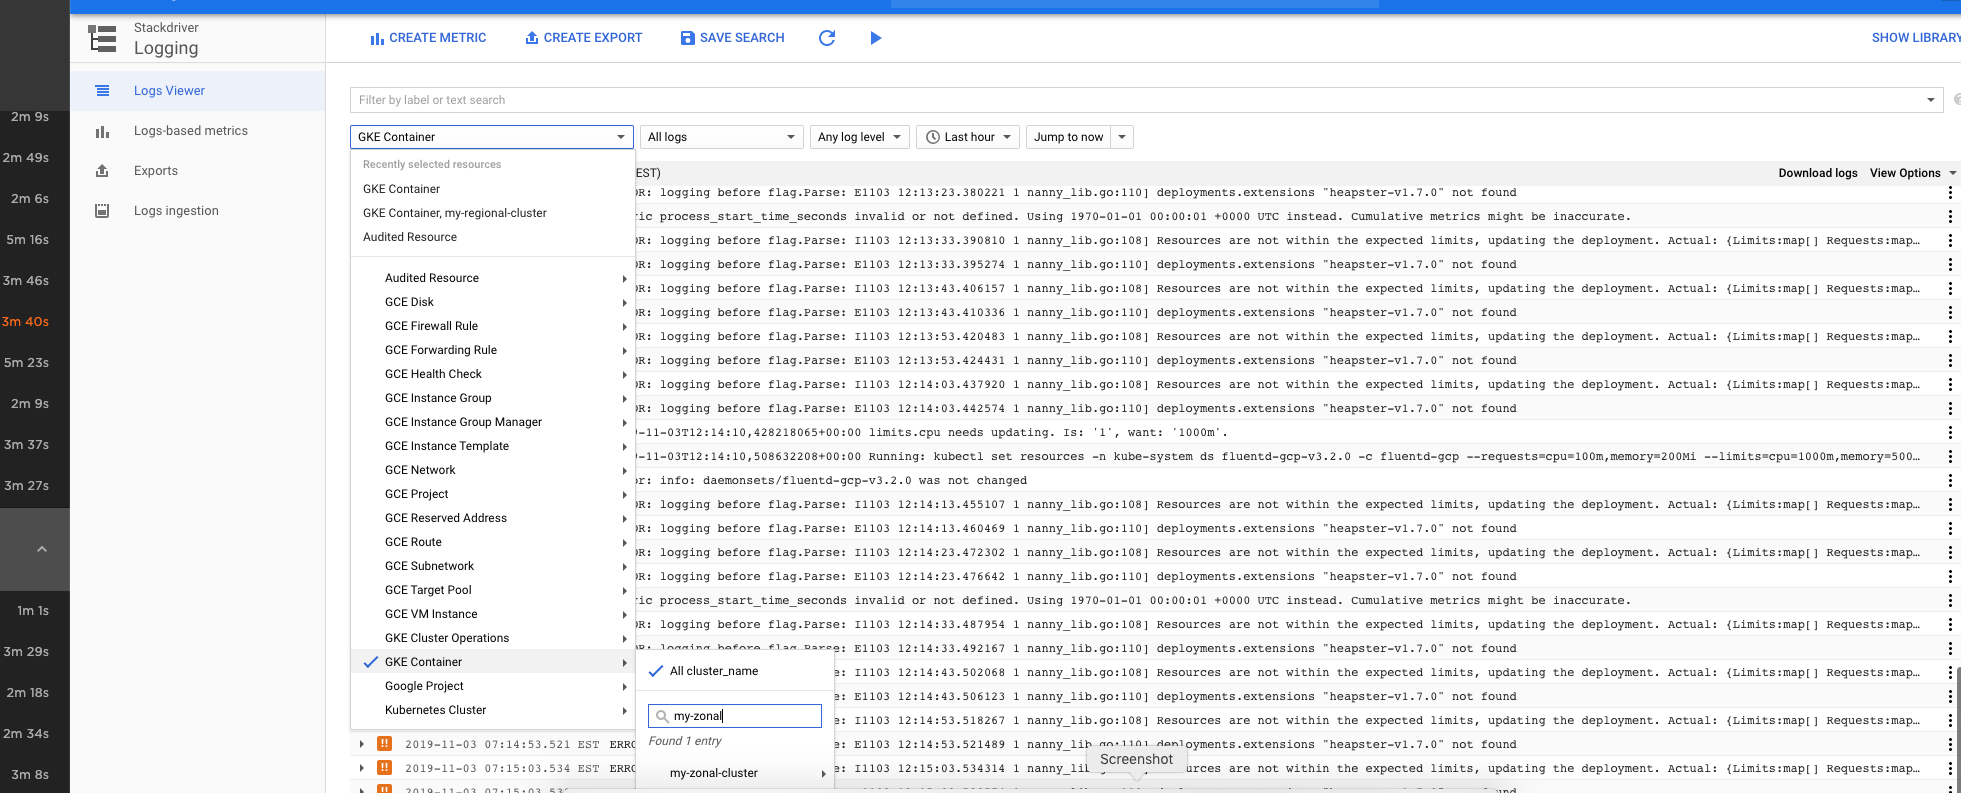 Stackdriver
Logging
CREATE METRIC
CREATE EXPORT
SAVE SEARCH
SHOW LIBRARY
Logs Viewer
Logs-based metrics
Exports
Logs ingestion
2m 9s
2m 49s
2m 6s
5m 16s
3m 46s
3m 40s
5m 23s
2m 9s
3m 37s
3m 27s
1m 1s
3m 29s
2m 18s
2m 34s
3m 8s
Filter by label or text search
GKE Container
All logs
Any log level
Last hour
Jump to now
Recently selected resources
GKE Container
GKE Container, my-regional-cluster
Audited Resource
Audited Resource
GCE Disk
GCE Firewall Rule
GCE Forwarding Rule
GCE Health Check
GCE Instance Group
GCE Instance Group Manager
GCE Instance Template
GCE Network
GCE Project
GCE Reserved Address
GCE Route
GCE Subnetwork
GCE Target Pool
GCE VM Instance
GKE Cluster Operations
GKE Container
Google Project
Kubernetes Cluster
All cluster_name
my-zonal
Found 1 entry
my-zonal-cluster
EST)
Download logs View Options
OR: logging before flag.Parse: E1103 12:13:23.380221 1 nanny_lib.go:110] deployments.extensions "heapster-v1.7.0" not found
ric process_start_time_seconds invalid or not defined. Using 1970-01-01 00:00:01 +0000 UTC instead. Cumulative metrics might be inaccurate.
OR: logging before flag.Parse: I1103 12:13:33.390810 1 nanny_lib.go:108] Resources are not within the expected limits, updating the deployment. Actual: {Limits:map[] Requests:map…
OR: logging before flag.Parse: E1103 12:13:33.395274 1 nanny_lib.go:110] deployments.extensions "heapster-v1.7.0" not found
OR: logging before flag.Parse: I1103 12:13:43.406157 1 nanny_lib.go:108] Resources are not within the expected limits, updating the deployment. Actual: {Limits:map[] Requests:map…
OR: logging before flag.Parse: E1103 12:13:43.410336 1 nanny_lib.go:110] deployments.extensions "heapster-v1.7.0" not found
OR: logging before flag.Parse: I1103 12:13:53.420483 1 nanny_lib.go:108] Resources are not within the expected limits, updating the deployment. Actual: {Limits:map[] Requests:map…
OR: logging before flag.Parse: E1103 12:13:53.424431 1 nanny_lib.go:110] deployments.extensions "heapster-v1.7.0" not found
OR: logging before flag.Parse: I1103 12:14:03.437920 1 nanny_lib.go:108] Resources are not within the expected limits, updating the deployment. Actual: {Limits:map[] Requests:map…
OR: logging before flag.Parse: E1103 12:14:03.442574 1 nanny_lib.go:110] deployments.extensions "heapster-v1.7.0" not found
-11-03T12:14:10,428218065+00:00 limits.cpu needs updating. Is: '1', want: '1000m'.
-11-03T12:14:10,508632208+00:00 Running: kubectl set resources -n kube-system ds fluentd-gcp-v3.2.0 -c fluentd-gcp --requests=cpu=100m,memory=200Mi --limits=cpu=1000m,memory=500…
or: info: daemonsets/fluentd-gcp-v3.2.0 was not changed
OR: logging before flag.Parse: I1103 12:14:13.455107 1 nanny_lib.go:108] Resources are not within the expected limits, updating the deployment. Actual: {Limits:map[] Requests:map…
OR: logging before flag.Parse: E1103 12:14:13.460469 1 nanny_lib.go:110] deployments.extensions "heapster-v1.7.0" not found
OR: logging before flag.Parse: I1103 12:14:23.472302 1 nanny_lib.go:108] Resources are not within the expected limits, updating the deployment. Actual: {Limits:map[] Requests:map…
OR: logging before flag.Parse: E1103 12:14:23.476642 1 nanny_lib.go:110] deployments.extensions "heapster-v1.7.0" not found
ric process_start_time_seconds invalid or not defined. Using 1970-01-01 00:00:01 +0000 UTC instead. Cumulative metrics might be inaccurate.
OR: logging before flag.Parse: I1103 12:14:33.487954 1 nanny_lib.go:108] Resources are not within the expected limits, updating the deployment. Actual: {Limits:map[] Requests:map…
OR: logging before flag.Parse: E1103 12:14:33.492167 1 nanny_lib.go:110] deployments.extensions "heapster-v1.7.0" not found
e: I1103 12:14:43.502068 1 nanny_lib.go:108] Resources are not within the expected limits, updating the deployment. Actual: {Limits:map[] Requests:map…
e: E1103 12:14:43.506123 1 nanny_lib.go:110] deployments.extensions "heapster-v1.7.0" not found
e: I1103 12:14:53.518267 1 nanny_lib.go:108] Resources are not within the expected limits, updating the deployment. Actual: {Limits:map[] Requests:map…
2019-11-03 07:14:53.521 EST ERRO e: E1103 12:14:53.521489 1 nanny_lib.go:110] deployments.extensions "heapster-v1.7.0" not found
2019-11-03 07:15:03.534 EST ERRO e: I1103 12:15:03.534314 1 nanny_lib.go:108] Resources are not within the expected limits, updating the deployment. Actual: {Limits:map[] Requests:map…
Screenshot